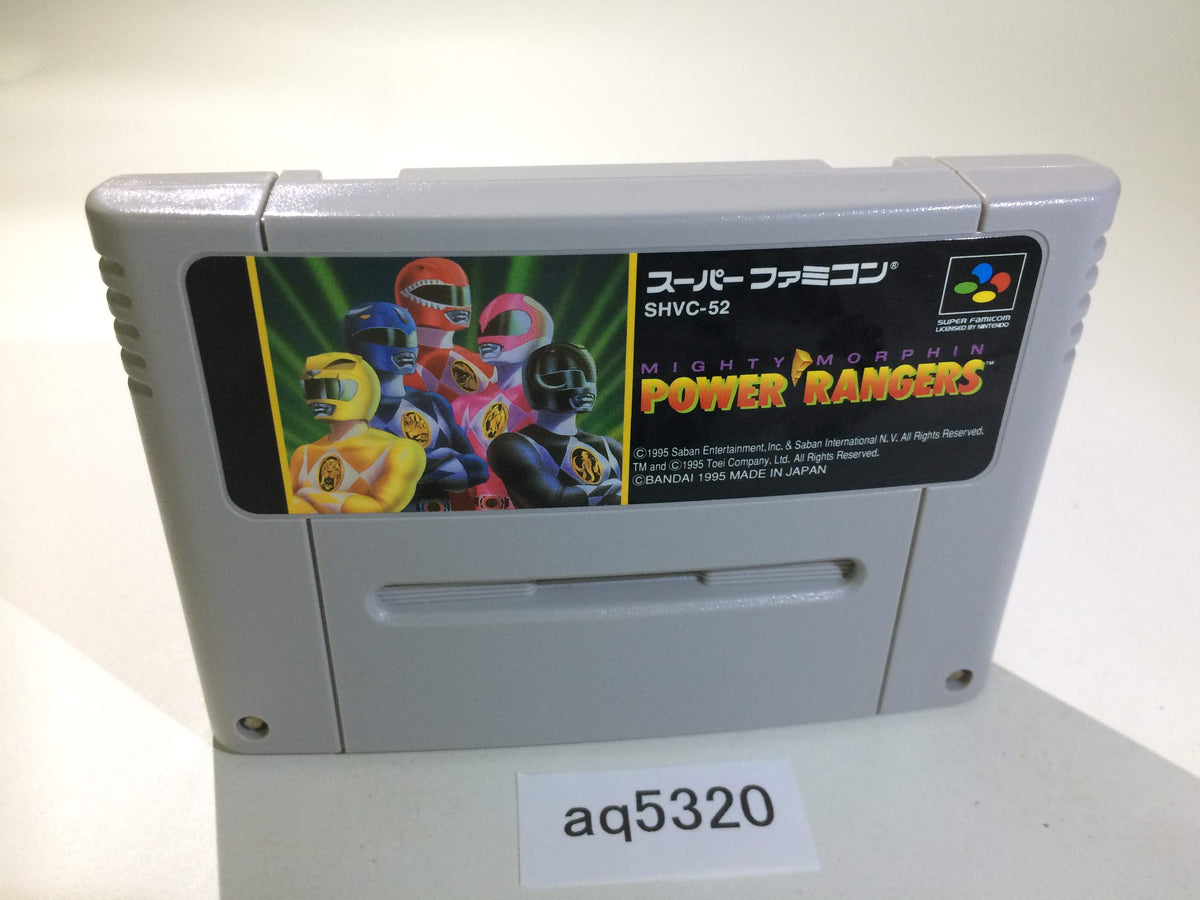 スーパーファミコン®
SHVC-52
SUPER FAMICOM
LICENSED BY NINTENDO
MIGHTY MORPHIN
POWER RANGERS™
©1995 Saban Entertainment, Inc. & Saban International N.V. All Rights Reserved.
TM and ©1995 Toei Company, Ltd. All Rights Reserved.
©BANDAI 1995 MADE IN JAPAN
aq5320